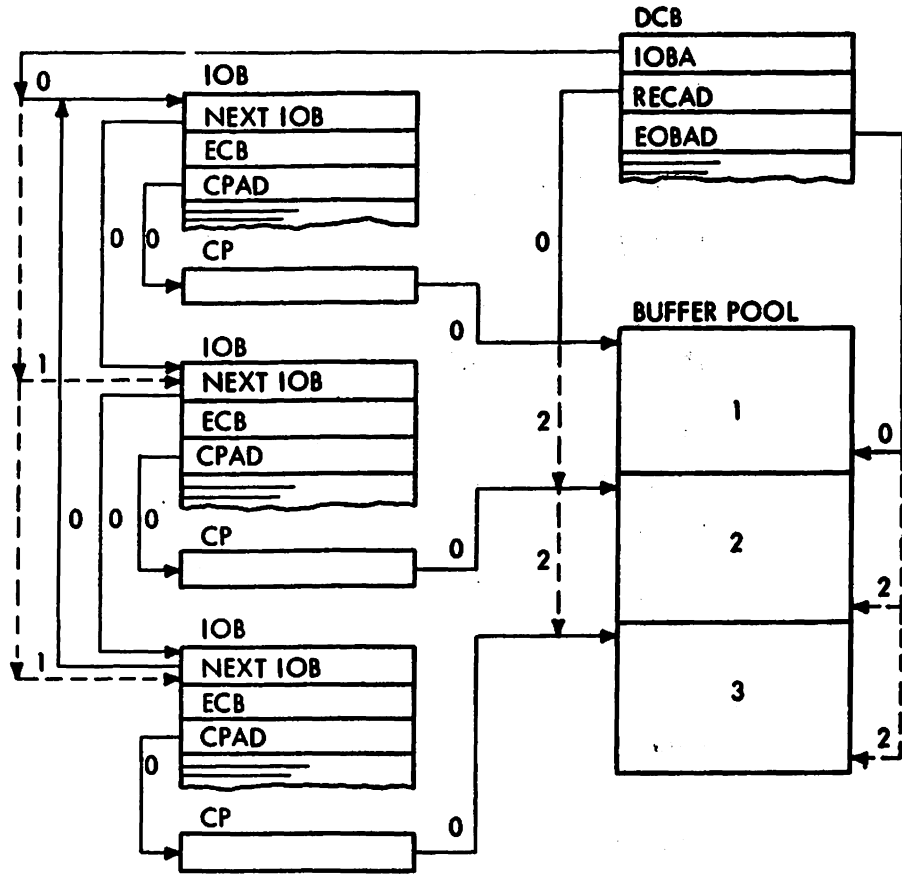 DCB
IOBA
RECAD
EOBAD
0
IOB
NEXT IOB
ECB
CPAD
0
0
0
CP
0
BUFFER POOL
1
0
IOB
1
NEXT IOB
ECB
CPAD
2
0
0
0
CP
0
2
2
2
IOB
1
NEXT IOB
ECB
CPAD
0
3
2
CP
0